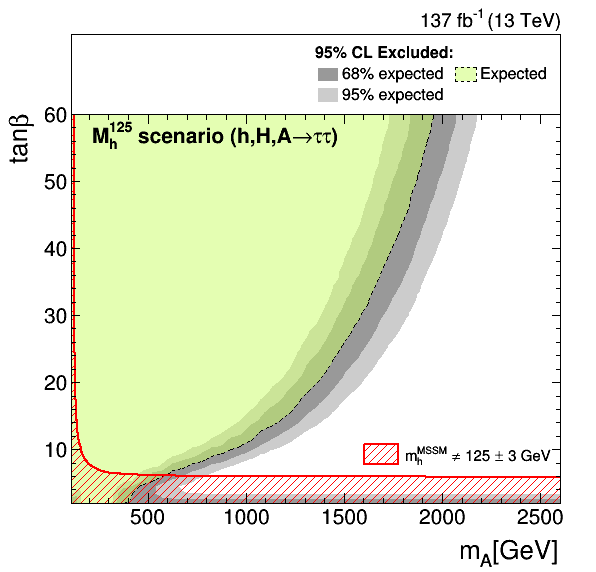 137 fb⁻¹ (13 TeV)
95% CL Excluded:
68% expected
Expected
95% expected
M_h^125 scenario (h,H,A→ττ)
tanβ
60
50
40
30
20
10
m_h^MSSM ≠ 125 ± 3 GeV
500 1000 1500 2000 2500
m_A[GeV]